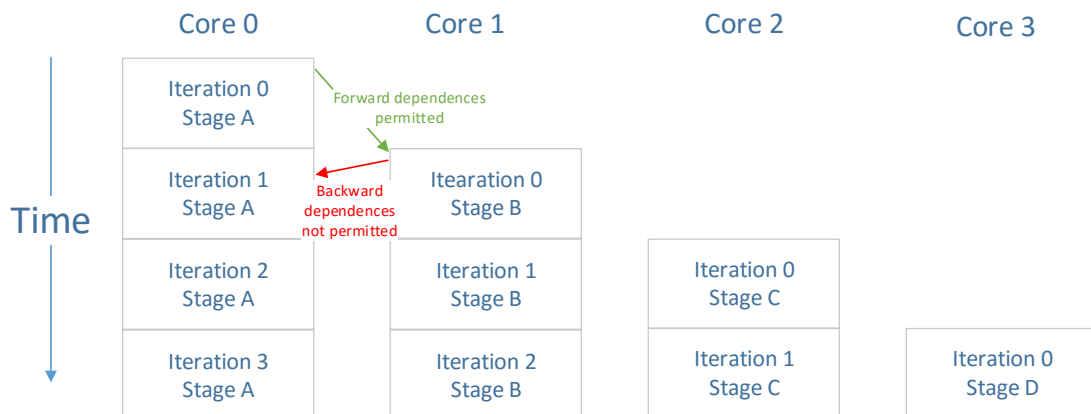 Core 0
Core 1
Core 2
Core 3
Iteration 0
Stage A
Forward dependences
permitted
Iteration 1
Stage A
Itearation 0
Stage B
Backward
dependences
not permitted
Time
Iteration 2
Stage A
Iteration 1
Stage B
Iteration 0
Stage C
Iteration 3
Stage A
Iteration 2
Stage B
Iteration 1
Stage C
Iteration 0
Stage D